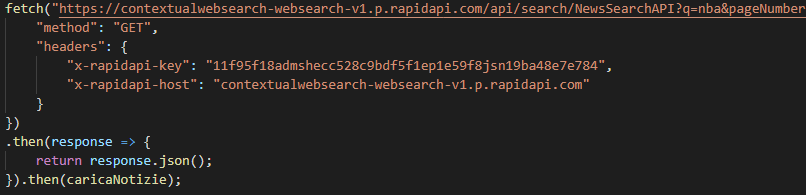 fetch("https://contextualwebsearch-websearch-v1.p.rapidapi.com/api/search/NewsSearchAPI?q=nba&pageNumber
"method": "GET",
"headers": {
"x-rapidapi-key": "11f95f18admshecc528c9bdf5f1ep1e59f8jsn19ba48e7e784",
"x-rapidapi-host": "contextualwebsearch-websearch-v1.p.rapidapi.com"
}
})
.then(response => {
return response.json();
}).then(caricaNotizie);